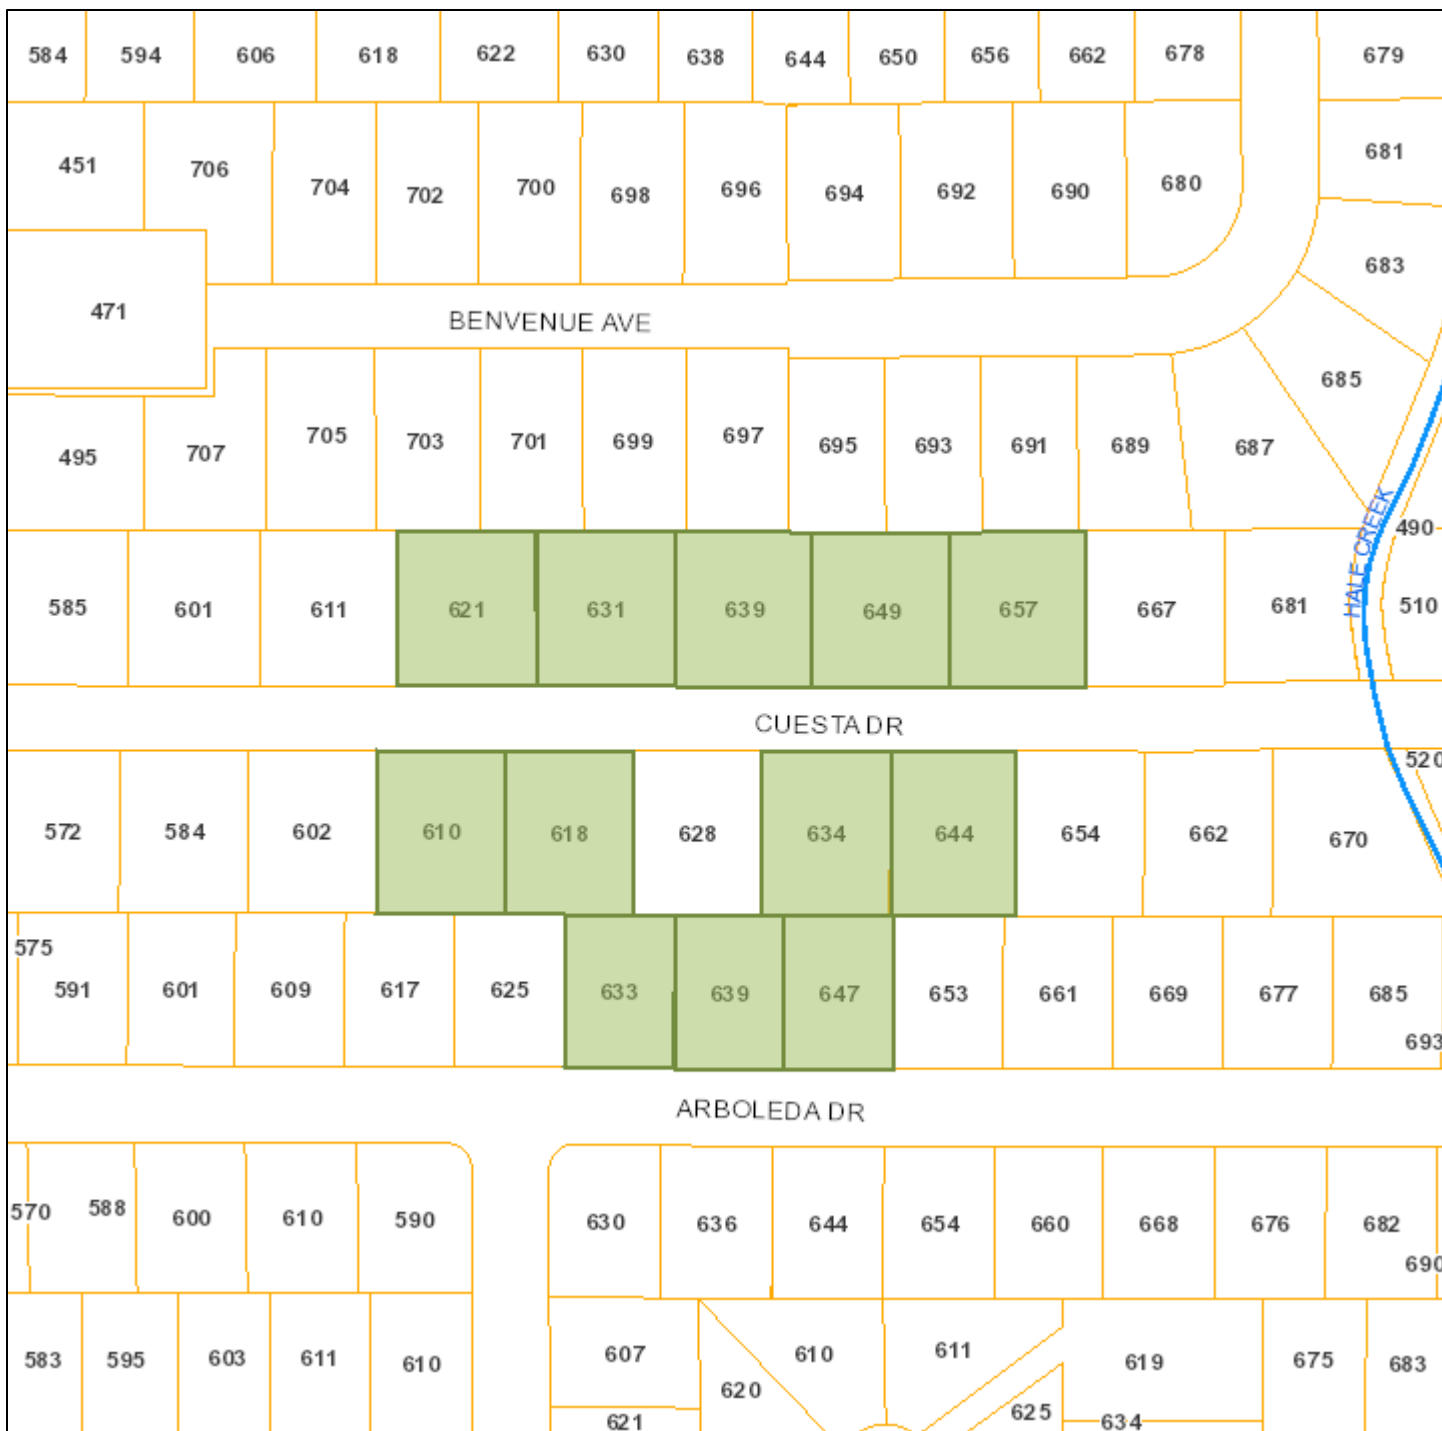 584 594 606 618 622 630 638 644 650 656 662 678 679
451 706 704 702 700 698 696 694 692 690 680 681
683
471
BENVENUE AVE
685
495 707 705 703 701 699 697 695 693 691 689 687
HALE CREEK
490
585 601 611 621 631 639 649 657 667 681 510
CUESTA DR
520
572 584 602 610 618 628 634 644 654 662 670
575
591 601 609 617 625 633 639 647 653 661 669 677 685
693
ARBOLEDA DR
570 588 600 610 590 630 636 644 654 660 668 676 682
690
583 595 603 611 610 607 620 610 611 619 675 683
621 625 634